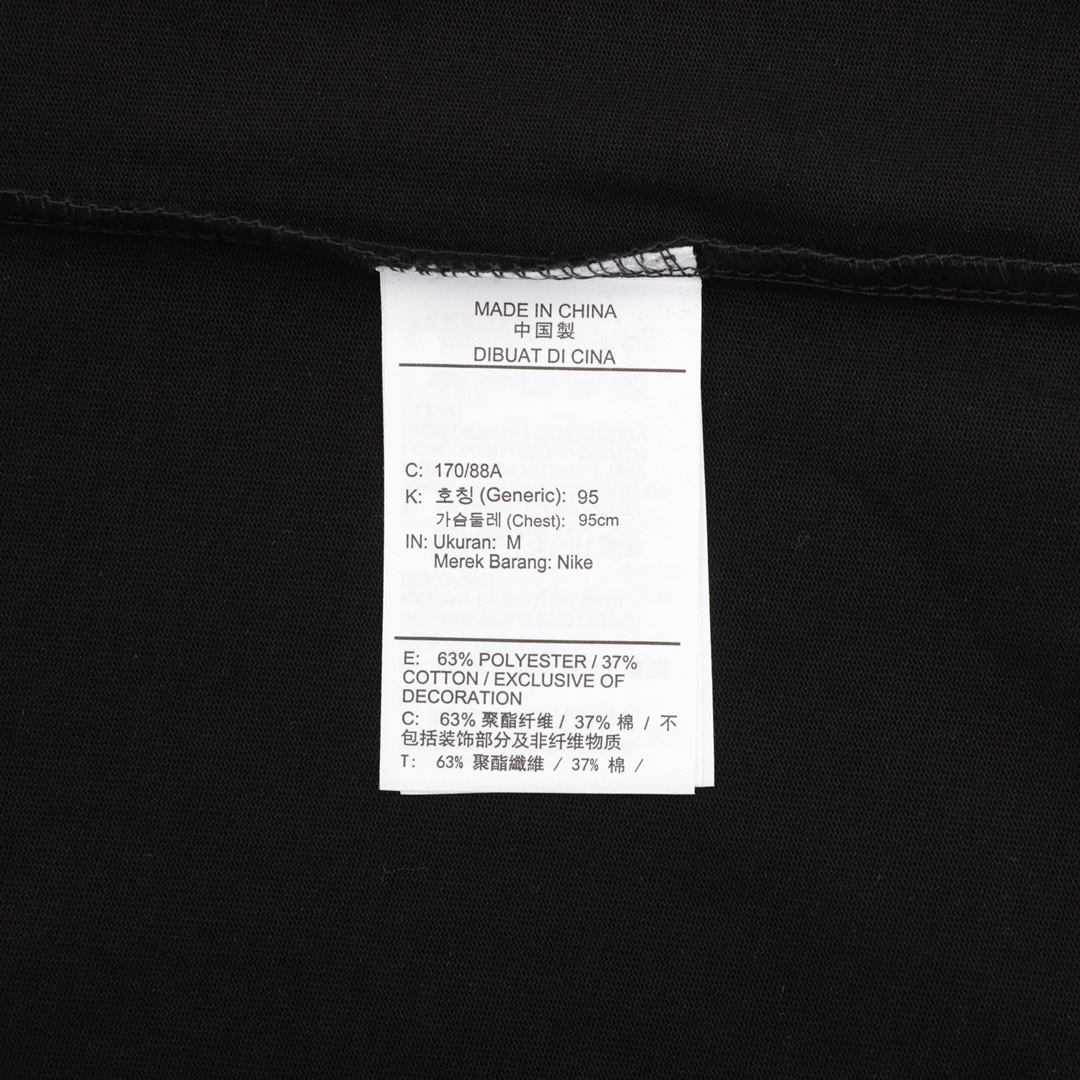 MADE IN CHINA
中国製
DIBUAT DI CINA
C: 170/88A
K: 호칭 (Generic): 95
가슴둘레 (Chest): 95cm
IN: Ukuran: M
Merek Barang: Nike
E: 63% POLYESTER / 37%
COTTON / EXCLUSIVE OF
DECORATION
C: 63% 聚酯纤维 / 37% 棉 / 不
包括装饰部分及非纤维物质
T: 63% 聚酯纖維 / 37% 棉 /